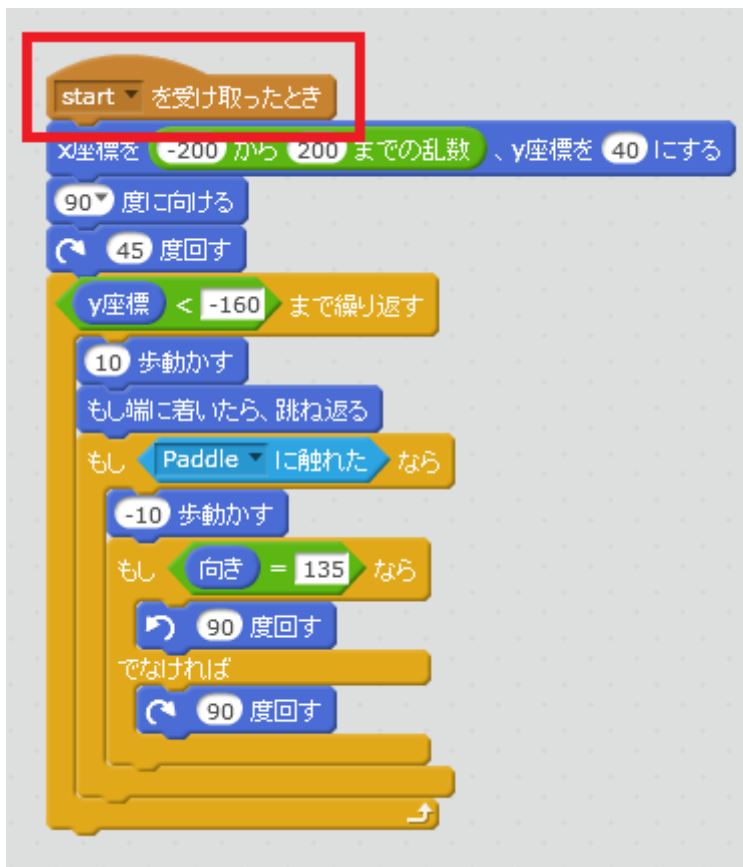 start を受け取ったとき
x座標を -200 から 200 までの乱数 、y座標を 40 にする
90 度に向ける
45 度回す
y座標 < -160 まで繰り返す
10 歩動かす
もし端に着いたら、跳ね返る
もし Paddle に触れた なら
-10 歩動かす
もし 向き = 135 なら
90 度回す
でなければ
90 度回す